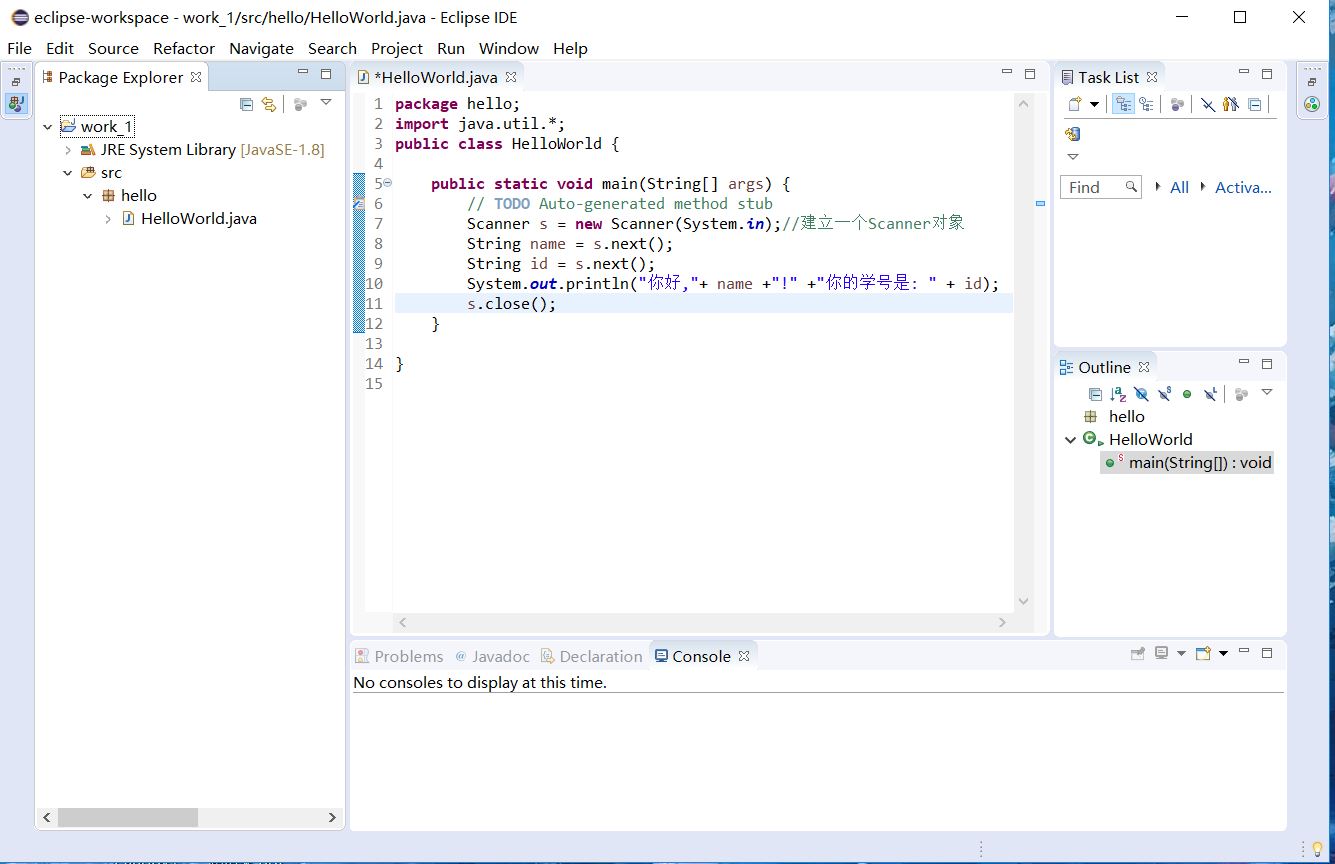 eclipse-workspace - work_1/src/hello/HelloWorld.java - Eclipse IDE
File Edit Source Refactor Navigate Search Project Run Window Help
Package Explorer
work_1
JRE System Library [JavaSE-1.8]
src
hello
HelloWorld.java
*HelloWorld.java
1 package hello;
2 import java.util.*;
3 public class HelloWorld {
4
5 public static void main(String[] args) {
6 // TODO Auto-generated method stub
7 Scanner s = new Scanner(System.in);//建立一个Scanner对象
8 String name = s.next();
9 String id = s.next();
10 System.out.println("你好,"+ name +"!" +"你的学号是: " + id);
11 s.close();
12 }
13
14 }
15
Task List
Find All Activa...
Outline
hello
HelloWorld
main(String[]) : void
Problems @ Javadoc Declaration Console
No consoles to display at this time.